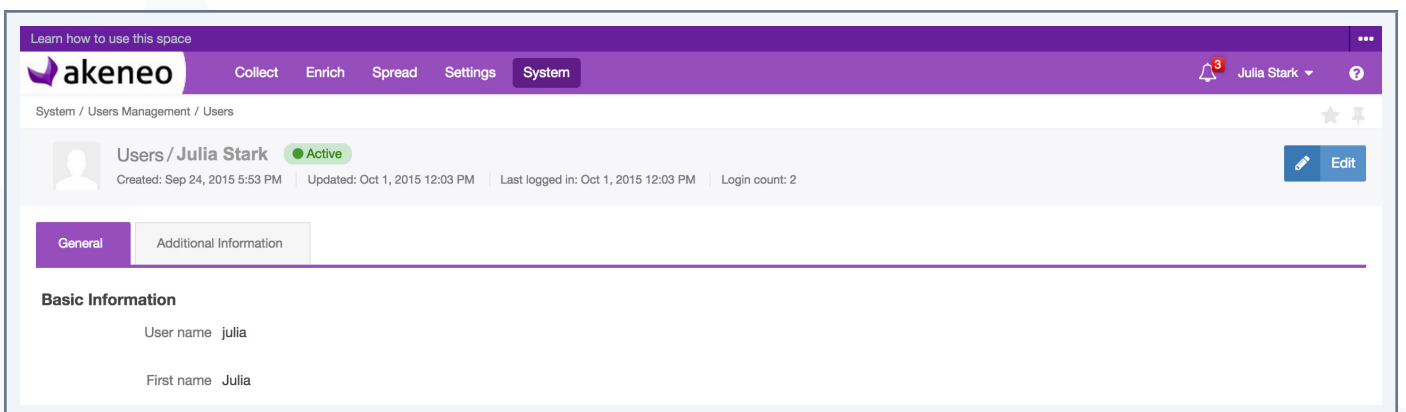 Learn how to use this space
akeneo Collect Enrich Spread Settings System 3 Julia Stark ?
System / Users Management / Users
Users / Julia Stark Active
Edit
Created: Sep 24, 2015 5:53 PM Updated: Oct 1, 2015 12:03 PM Last logged in: Oct 1, 2015 12:03 PM Login count: 2
General Additional Information
Basic Information
User name julia
First name Julia